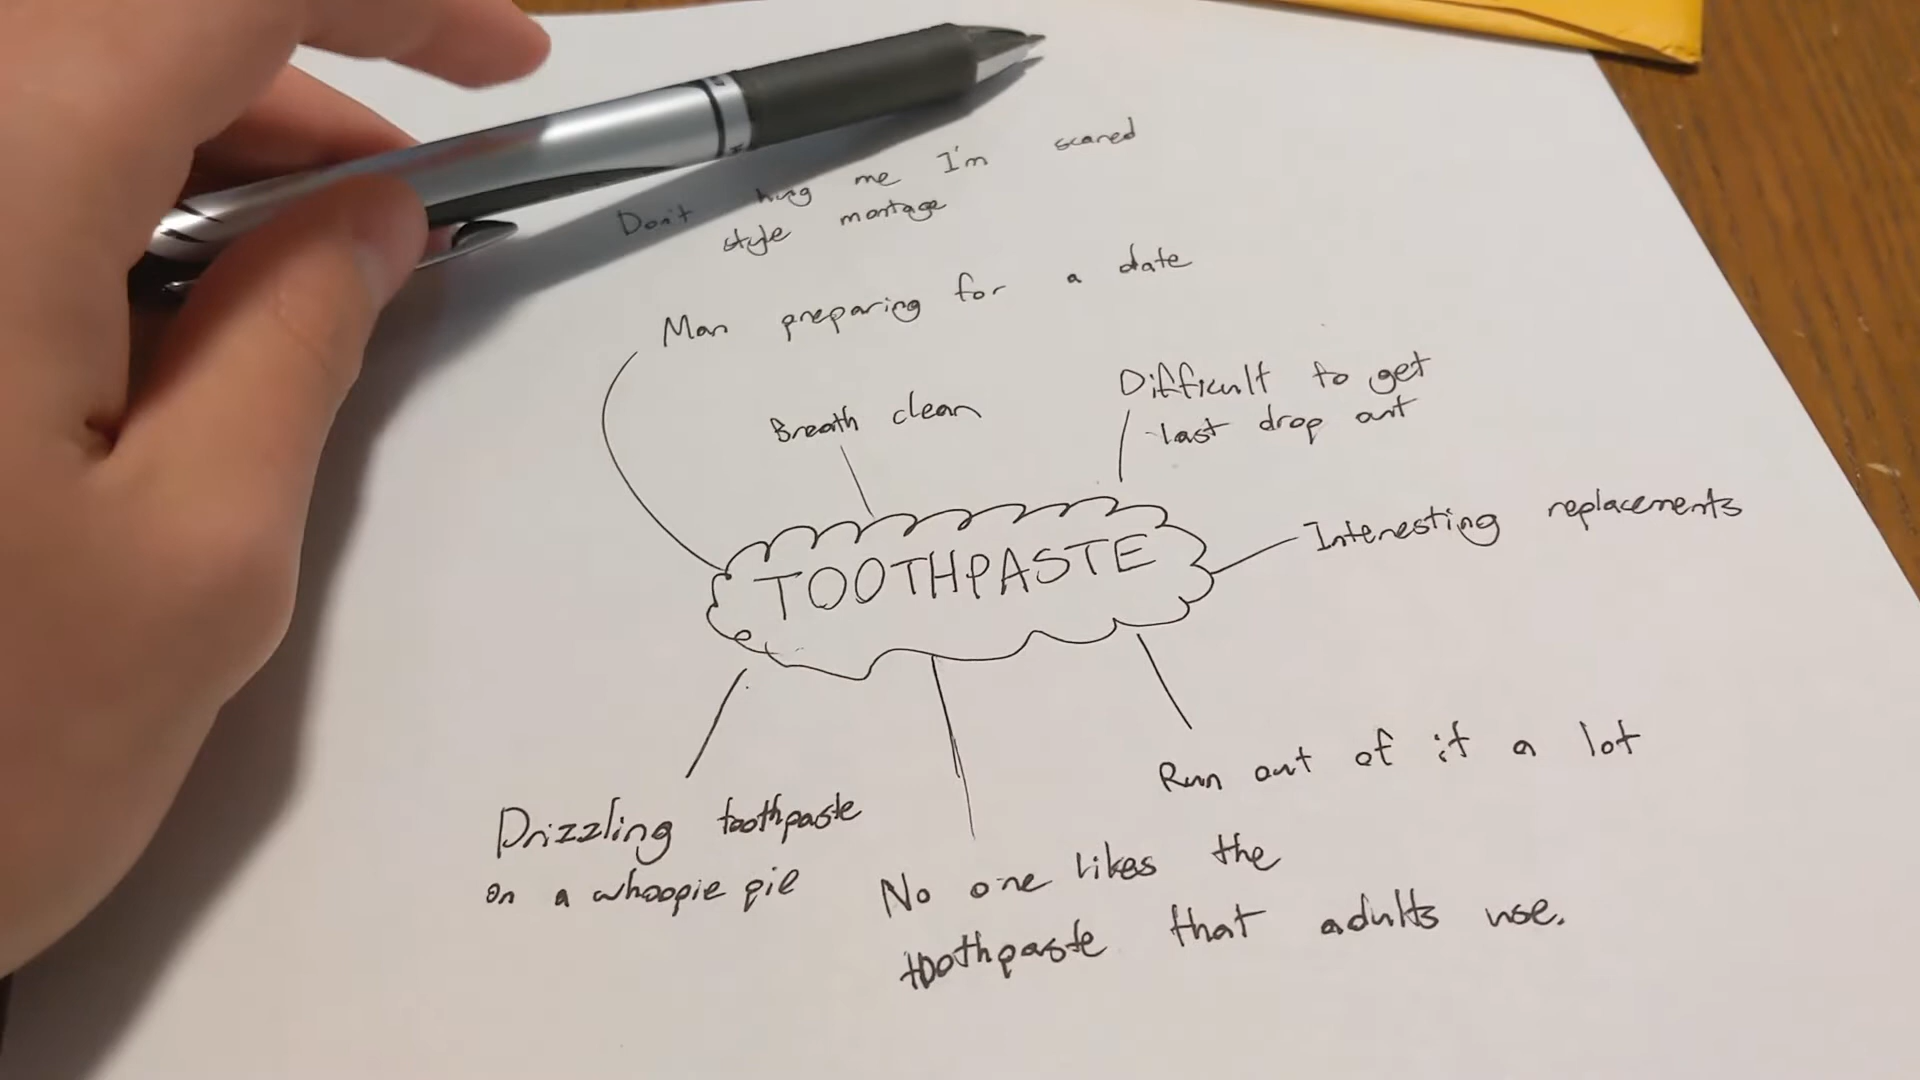 Don't hug me I'm scared
style montage
Man preparing for a date
Breath clean
Difficult to get
last drop out
TOOTHPASTE
Interesting replacements
Drizzling toothpaste
on a whoopie pie
No one likes the
toothpaste that adults use.
Run out of it a lot